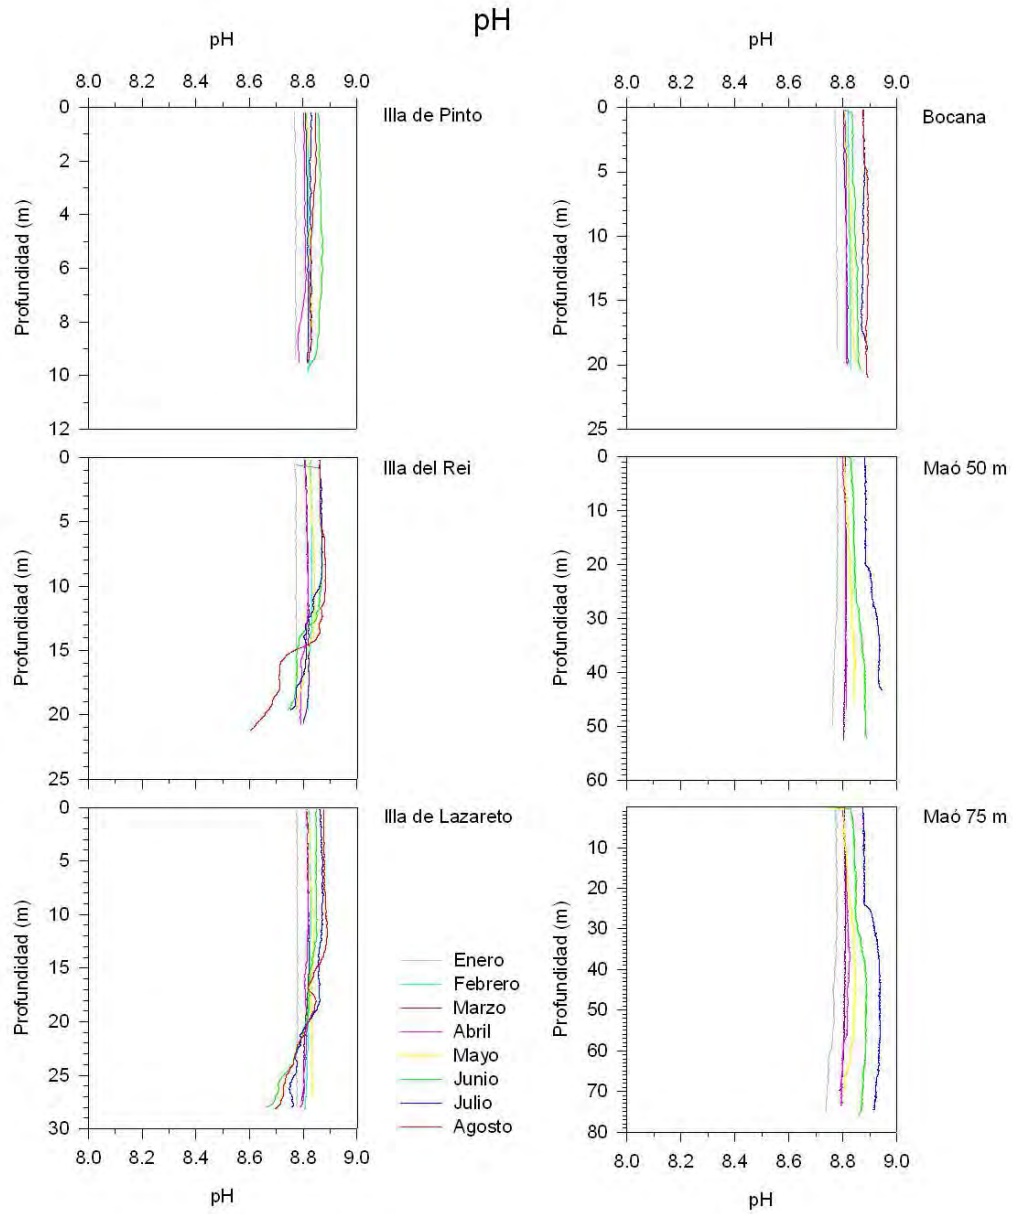 pH
pH
8.0 8.2 8.4 8.6 8.8 9.0
0
2
4
6
8
10
12
Profundidad (m)
Illa de Pinto
pH
8.0 8.2 8.4 8.6 8.8 9.0
0
5
10
15
20
25
Profundidad (m)
Bocana
0
5
10
15
20
25
Profundidad (m)
Illa del Rei
0
10
20
30
40
50
60
Profundidad (m)
Maó 50 m
0
5
10
15
20
25
30
Profundidad (m)
8.0 8.2 8.4 8.6 8.8 9.0
pH
Illa de Lazareto
Enero
Febrero
Marzo
Abril
Mayo
Junio
Julio
Agosto
10
20
30
40
50
60
70
80
Profundidad (m)
8.0 8.2 8.4 8.6 8.8 9.0
pH
Maó 75 m